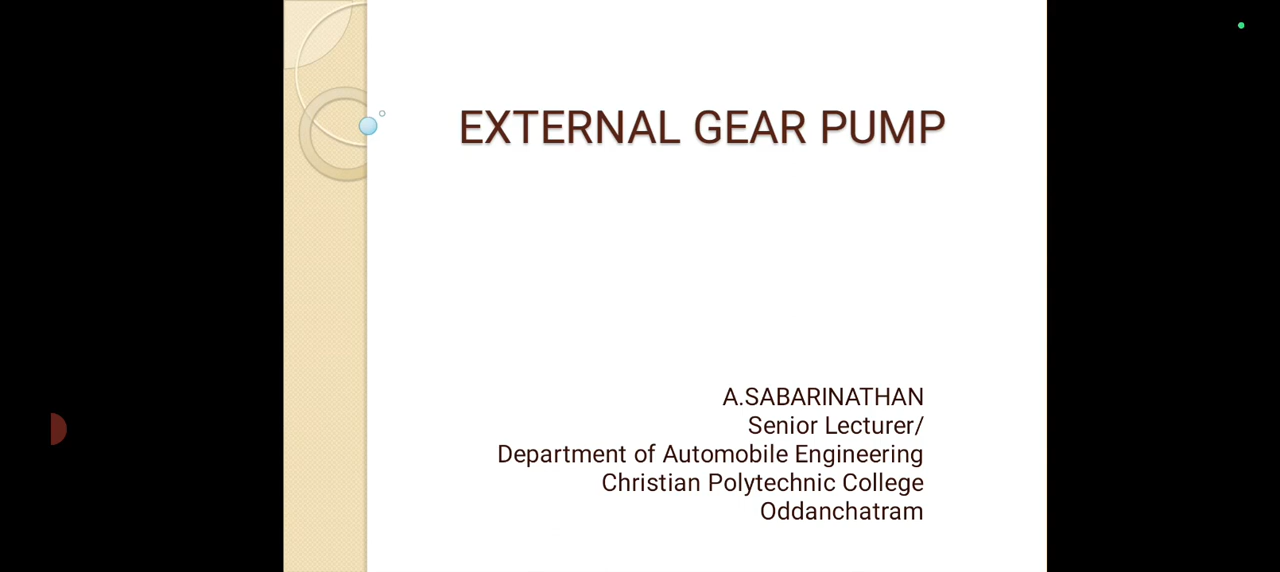 EXTERNAL GEAR PUMP
A.SABARINATHAN
Senior Lecturer/
Department of Automobile Engineering
Christian Polytechnic College
Oddanchatram